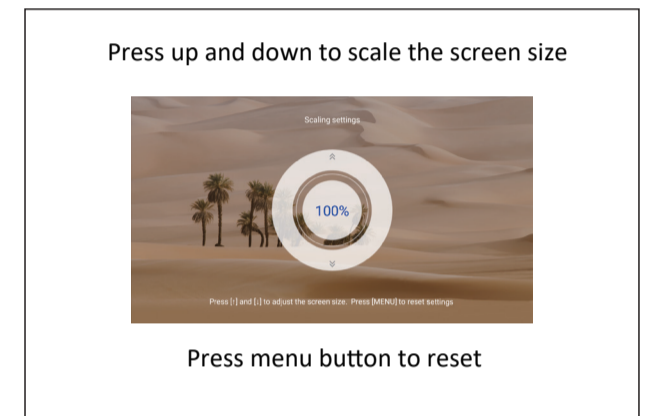 Press up and down to scale the screen size
Scaling settings
100%
Press [↑] and [↓] to adjust the screen size. Press [MENU] to reset settings
Press menu button to reset